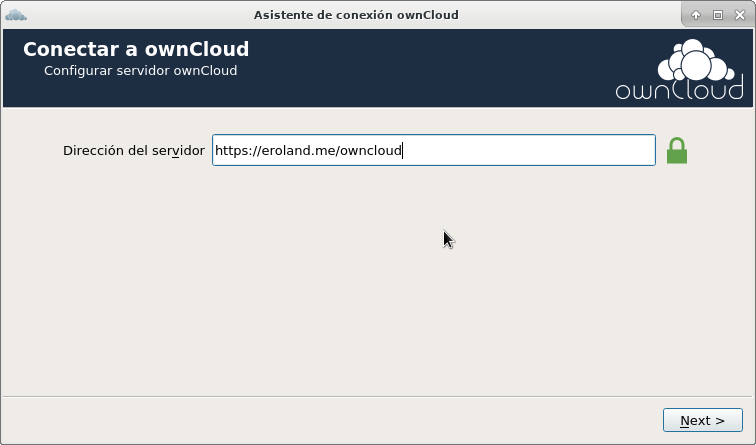 Asistente de conexión ownCloud
Conectar a ownCloud
Configurar servidor ownCloud
ownCloud
Dirección del servidor https://eroland.me/owncloud
Next >